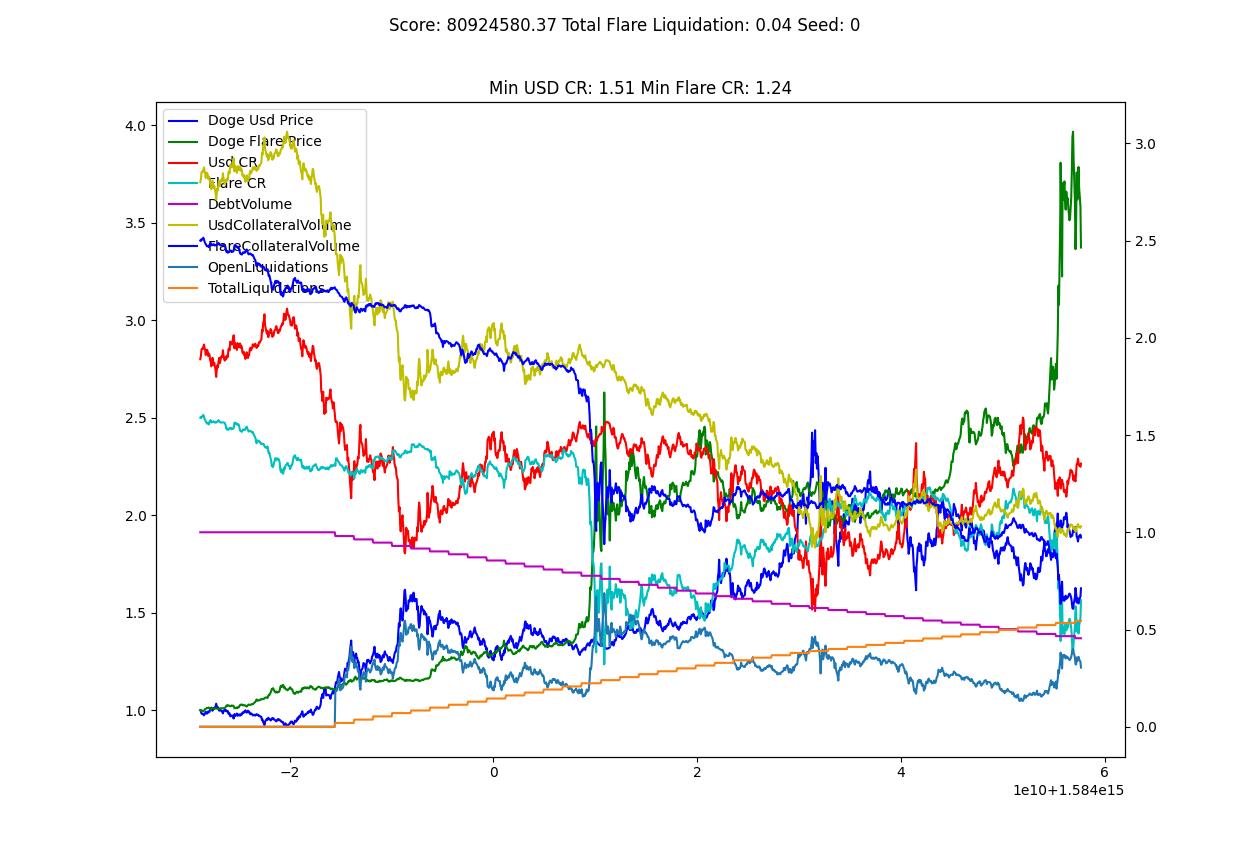 Score: 80924580.37 Total Flare Liquidation: 0.04 Seed: 0
Min USD CR: 1.51 Min Flare CR: 1.24
Doge Usd Price
Doge Flare Price
Usd CR
Flare CR
DebtVolume
UsdCollateralVolume
FlareCollateralVolume
OpenLiquidations
TotalLiquidations
4.0
3.5
3.0
2.5
2.0
1.5
1.0
3.0
2.5
2.0
1.5
1.0
0.5
0.0
−2
0
2
4
6
1e10+1.584e15